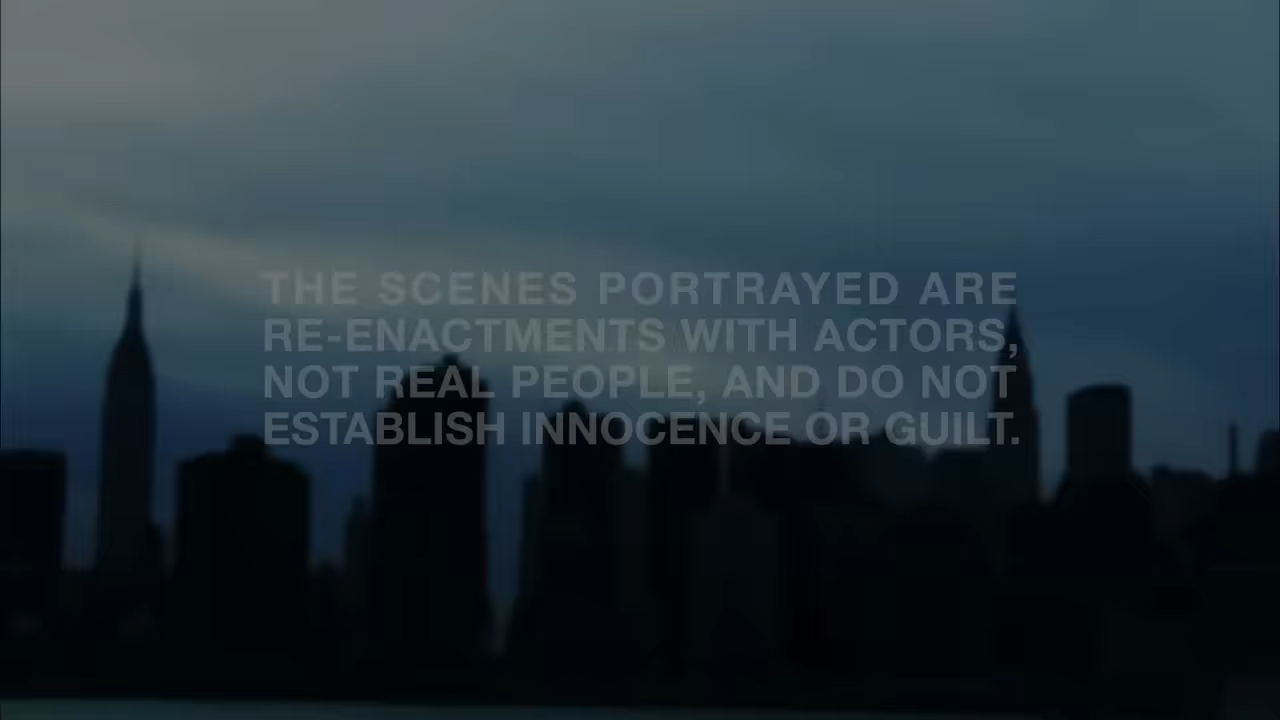 THE SCENES PORTRAYED ARE
RE-ENACTMENTS WITH ACTORS,
NOT REAL PEOPLE, AND DO NOT
ESTABLISH INNOCENCE OR GUILT.